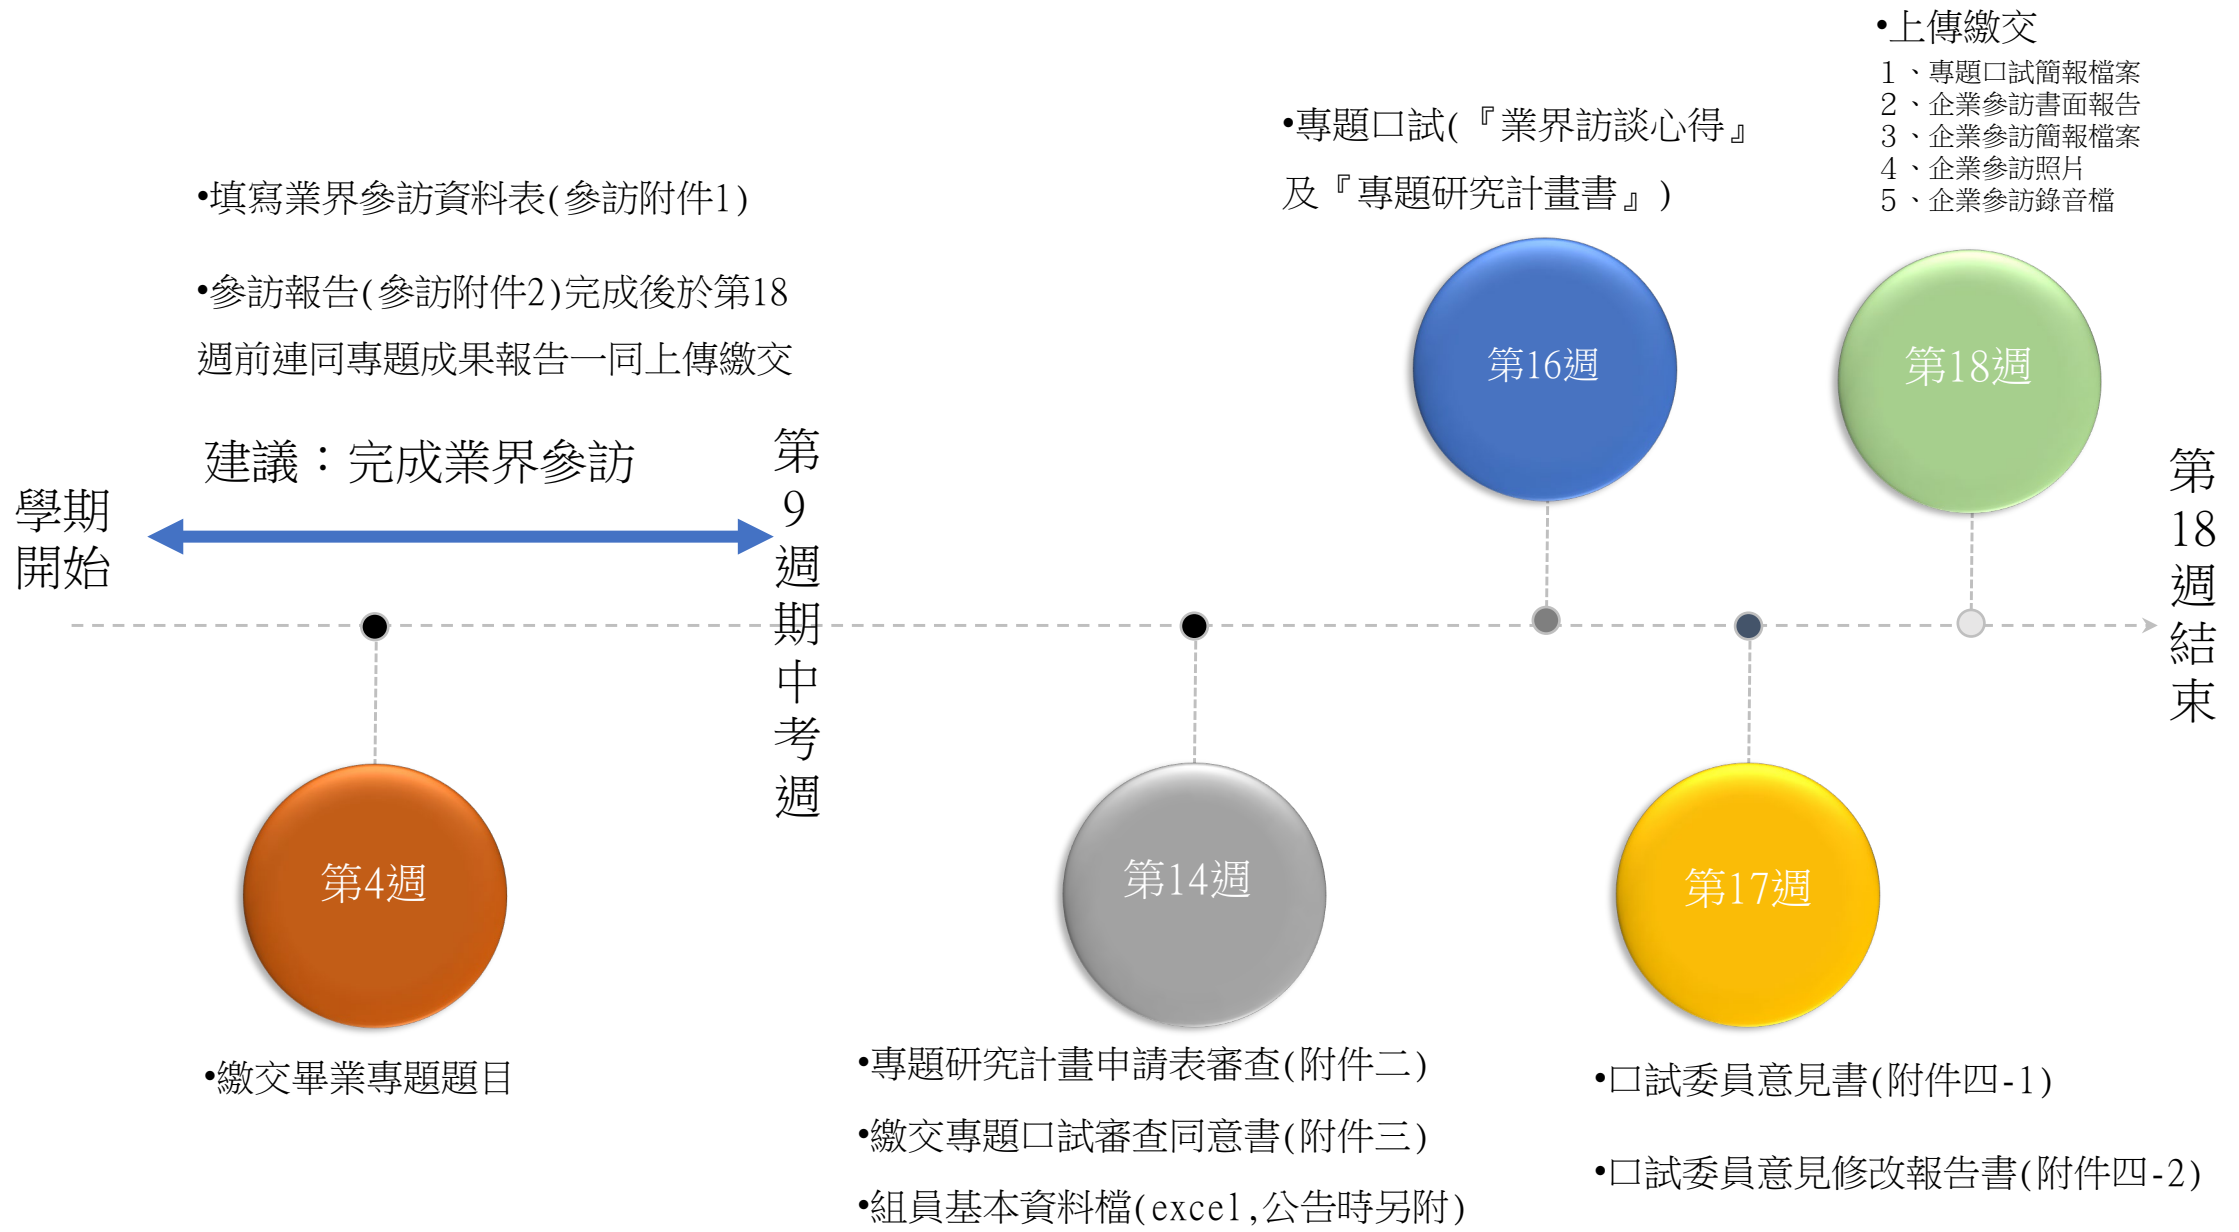 •填寫業界參訪資料表(參訪附件1)
•參訪報告(參訪附件2)完成後於第18
週前連同專題成果報告一同上傳繳交
建議：完成業界參訪
學期
開始
第
9
週
期
中
考
週
•專題口試(『業界訪談心得』
及『專題研究計畫書』)
第16週
•上傳繳交
１、專題口試簡報檔案
２、企業參訪書面報告
３、企業參訪簡報檔案
４、企業參訪照片
５、企業參訪錄音檔
第18週
第
18
週
結
束
第4週
•繳交畢業專題題目
第14週
•專題研究計畫申請表審查(附件二)
•繳交專題口試審查同意書(附件三)
•組員基本資料檔(excel,公告時另附)
第17週
•口試委員意見書(附件四-1)
•口試委員意見修改報告書(附件四-2)